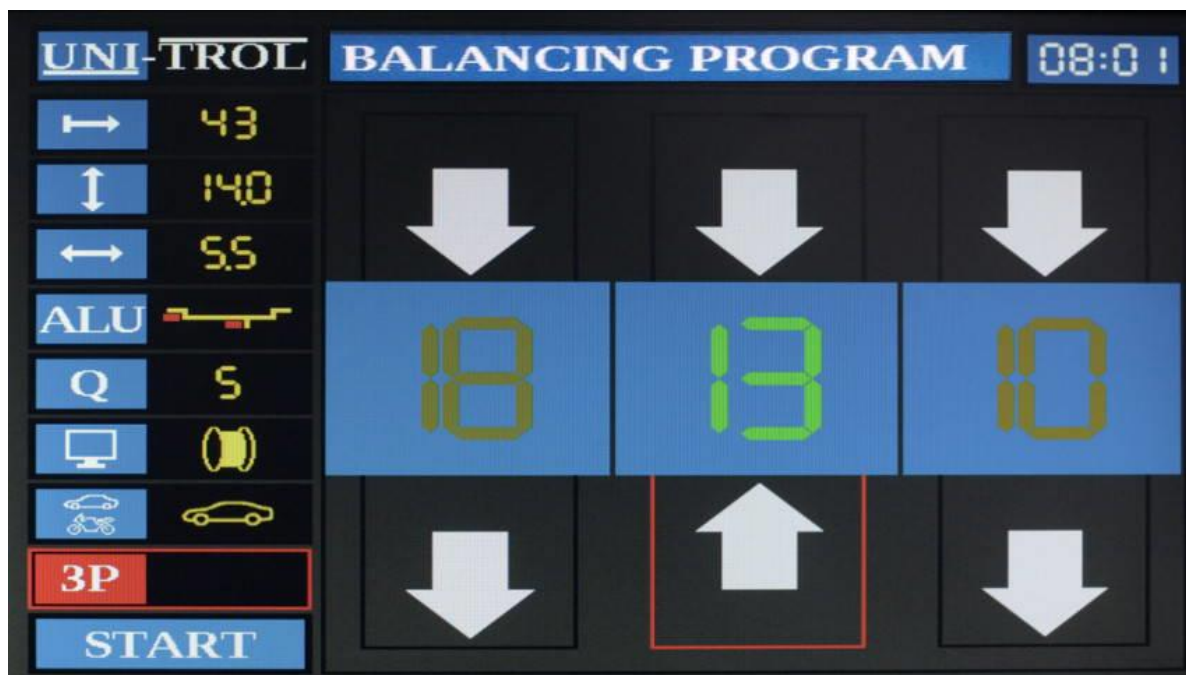 UNI-TROL
BALANCING PROGRAM
08:01
43
14.0
5.5
ALU
Q
5
3P
START
18
13
10